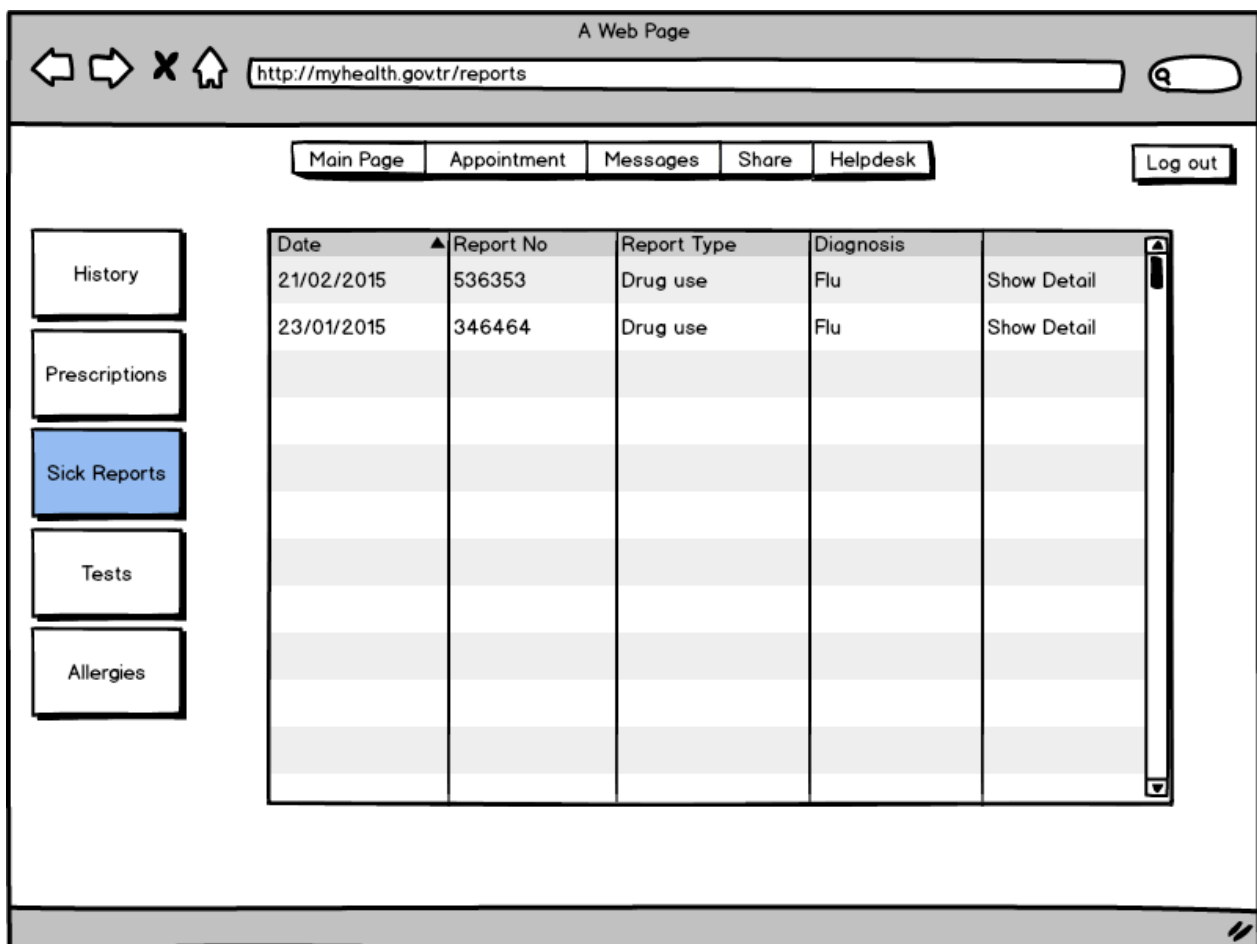 A Web Page
http://myhealth.gov.tr/reports
Main Page Appointment Messages Share Helpdesk
Log out
History
Prescriptions
Sick Reports
Tests
Allergies
Date Report No Report Type Diagnosis
21/02/2015 536353 Drug use Flu Show Detail
23/01/2015 346464 Drug use Flu Show Detail